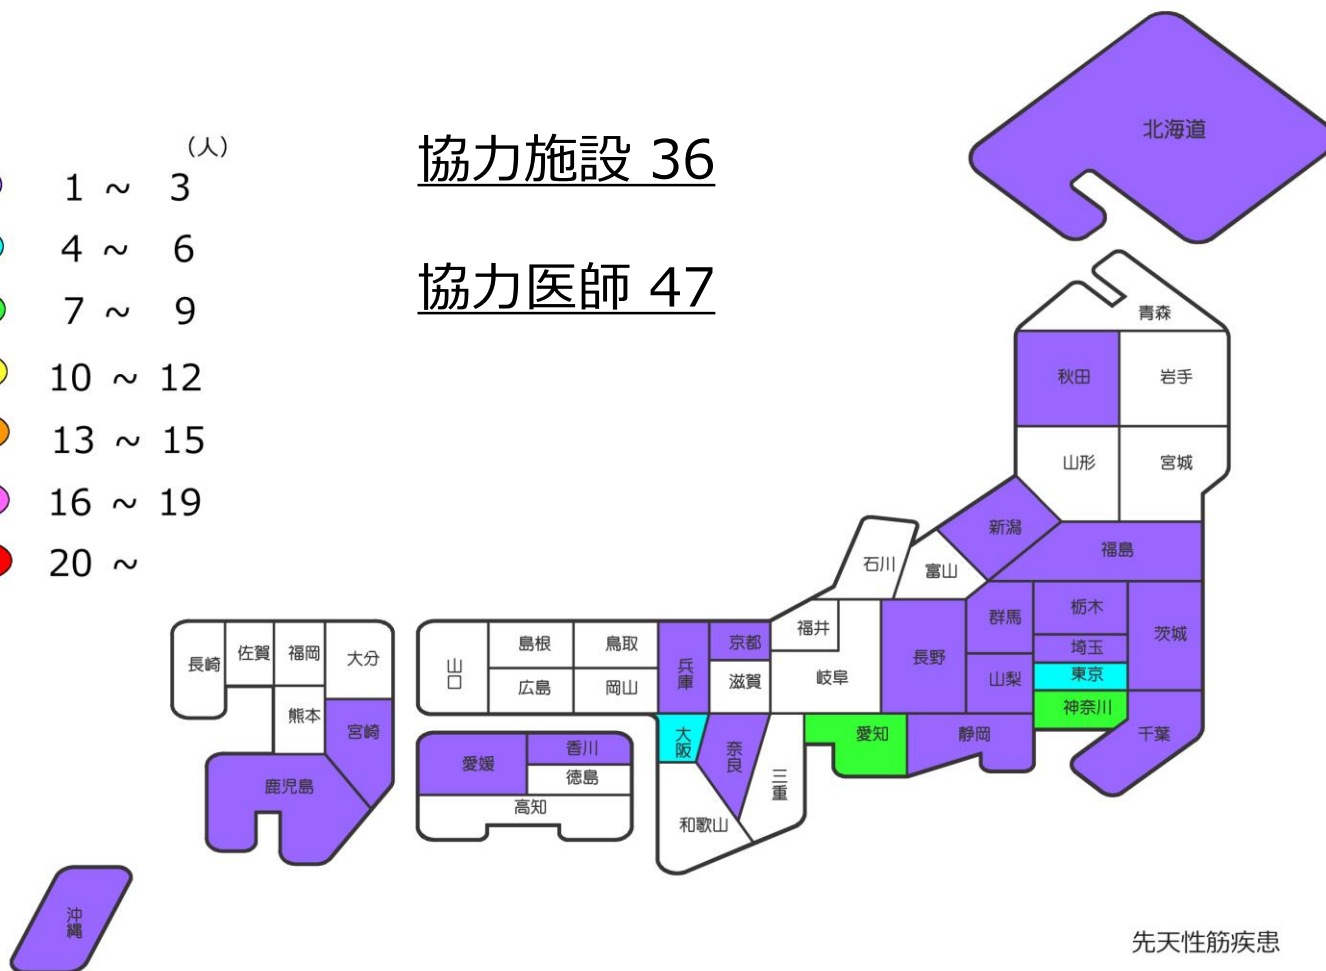 (人)
1 ~ 3
4 ~ 6
7 ~ 9
10 ~ 12
13 ~ 15
16 ~ 19
20 ~
協力施設 36
協力医師 47
北海道
青森
秋田
岩手
山形
宮城
新潟
福島
石川
富山
群馬
栃木
茨城
埼玉
東京
神奈川
千葉
山梨
長野
静岡
福井
岐阜
愛知
三重
京都
滋賀
兵庫
大阪
奈良
和歌山
鳥取
島根
岡山
広島
山口
香川
愛媛
徳島
高知
福岡
佐賀
長崎
大分
熊本
宮崎
鹿児島
沖縄
先天性筋疾患